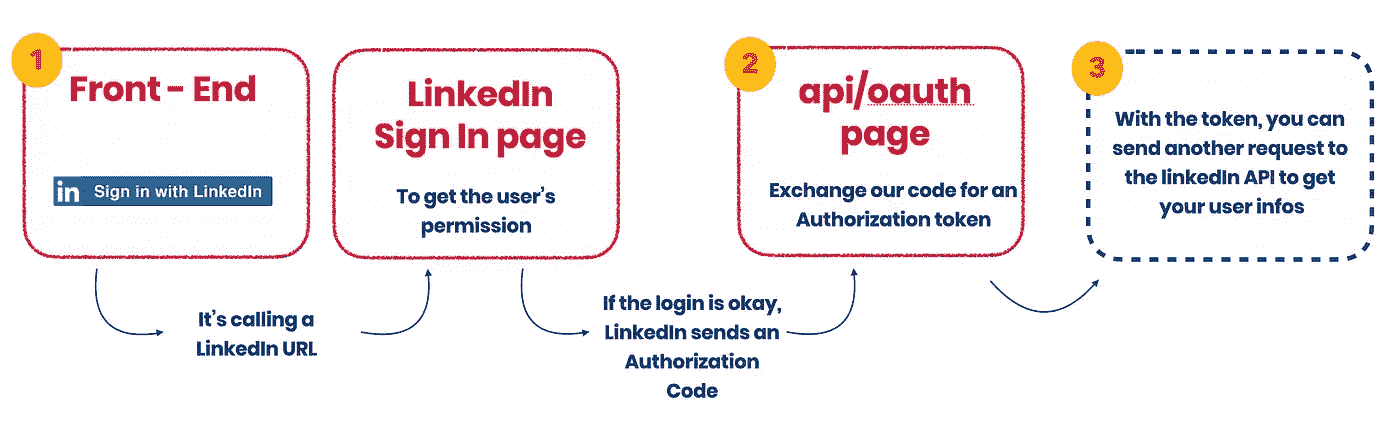 1
Front - End
in Sign in with LinkedIn
It's calling a
LinkedIn URL
LinkedIn
Sign In page
To get the user's
permission
If the login is okay,
LinkedIn sends an
Authorization
Code
2
api/oauth
page
Exchange our code for an
Authorization token
3
With the token, you can
send another request to
the linkedIn API to get
your user infos